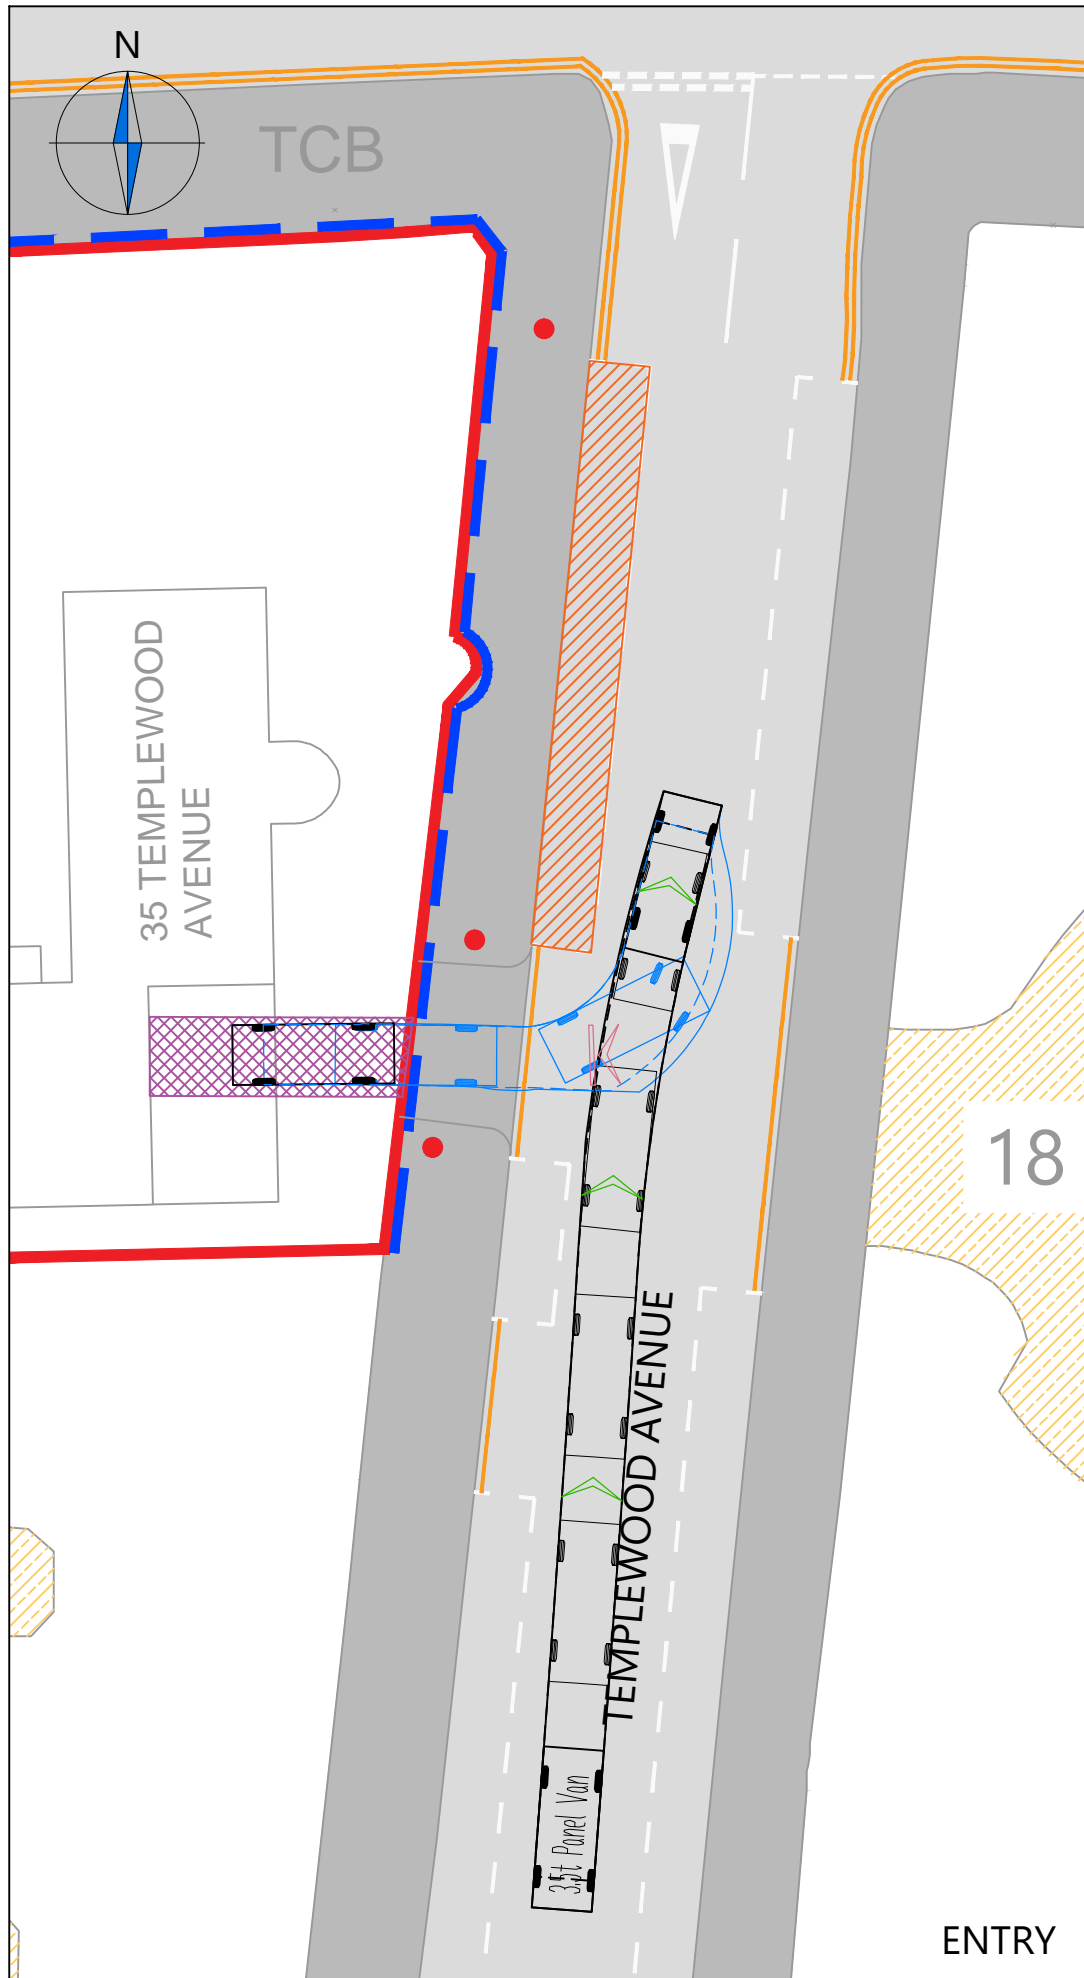 N
TCB
35 TEMPLEWOOD
AVENUE
18
TEMPLEWOOD AVENUE
3.5t Panel Van
ENTRY